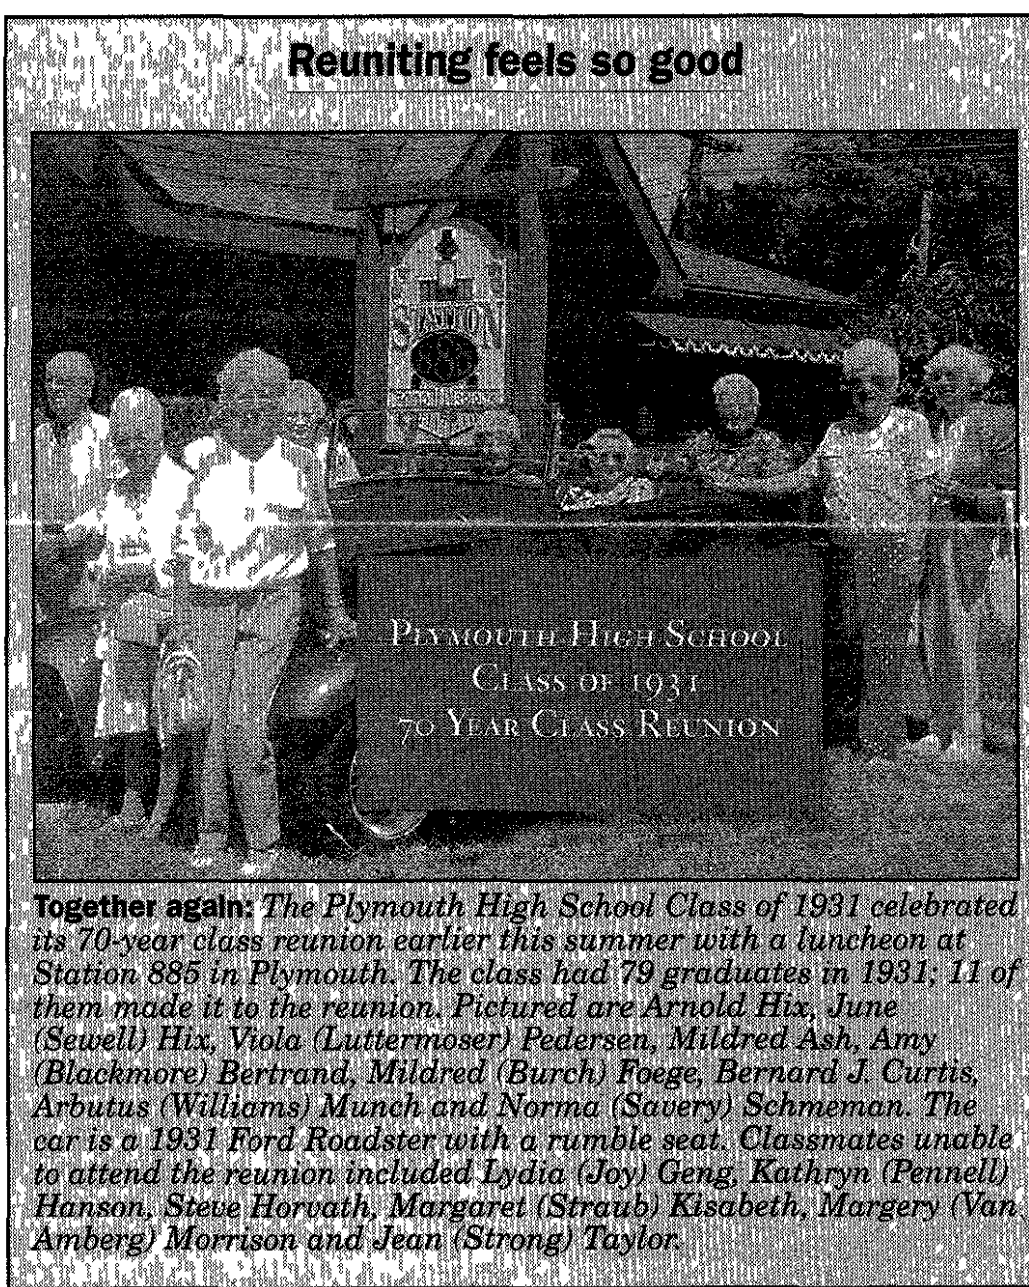 Reuniting feels so good
STATION
885
PLYMOUTH HIGH SCHOOL
CLASS OF 1931
70 YEAR CLASS REUNION
Together again: The Plymouth High School Class of 1931 celebrated
its 70-year class reunion earlier this summer with a luncheon at
Station 885 in Plymouth. The class had 79 graduates in 1931; 11 of
them made it to the reunion. Pictured are Arnold Hix, June
(Sewell) Hix, Viola (Luttermoser) Pedersen, Mildred Ash, Amy
(Blackmore) Bertrand, Mildred (Burch) Foege, Bernard J. Curtis,
Arbutus (Williams) Munch and Norma (Savery) Schmeman. The
car is a 1931 Ford Roadster with a rumble seat. Classmates unable
to attend the reunion included Lydia (Joy) Geng, Kathryn (Pennell)
Hanson, Steve Horvath, Margaret (Straub) Kisabeth, Margery (Van
Amberg) Morrison and Jean (Strong) Taylor.